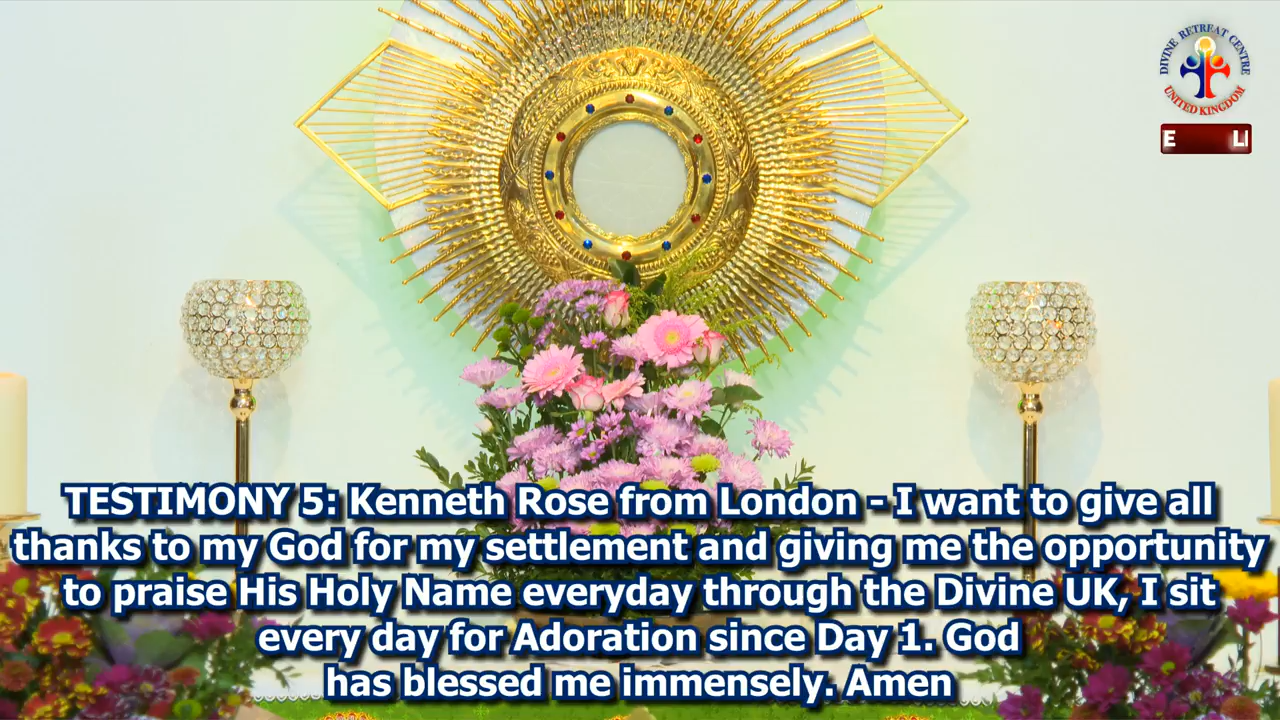 DIVINE RETREAT CENTRE
UNITED KINGDOM
E LI
TESTIMONY 5: Kenneth Rose from London - I want to give all
thanks to my God for my settlement and giving me the opportunity
to praise His Holy Name everyday through the Divine UK, I sit
every day for Adoration since Day 1. God
has blessed me immensely. Amen